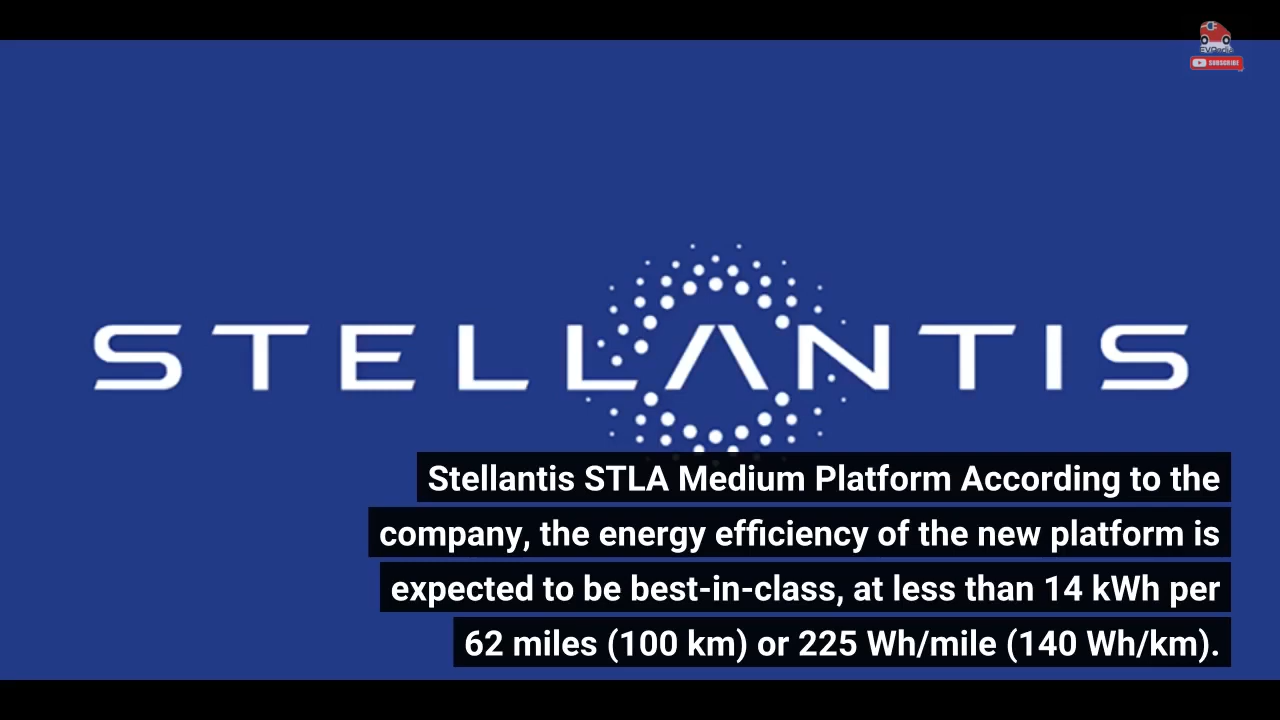 EVPedia
SUBSCRIBE
STELLANTIS
Stellantis STLA Medium Platform According to the
company, the energy efficiency of the new platform is
expected to be best-in-class, at less than 14 kWh per
62 miles (100 km) or 225 Wh/mile (140 Wh/km).